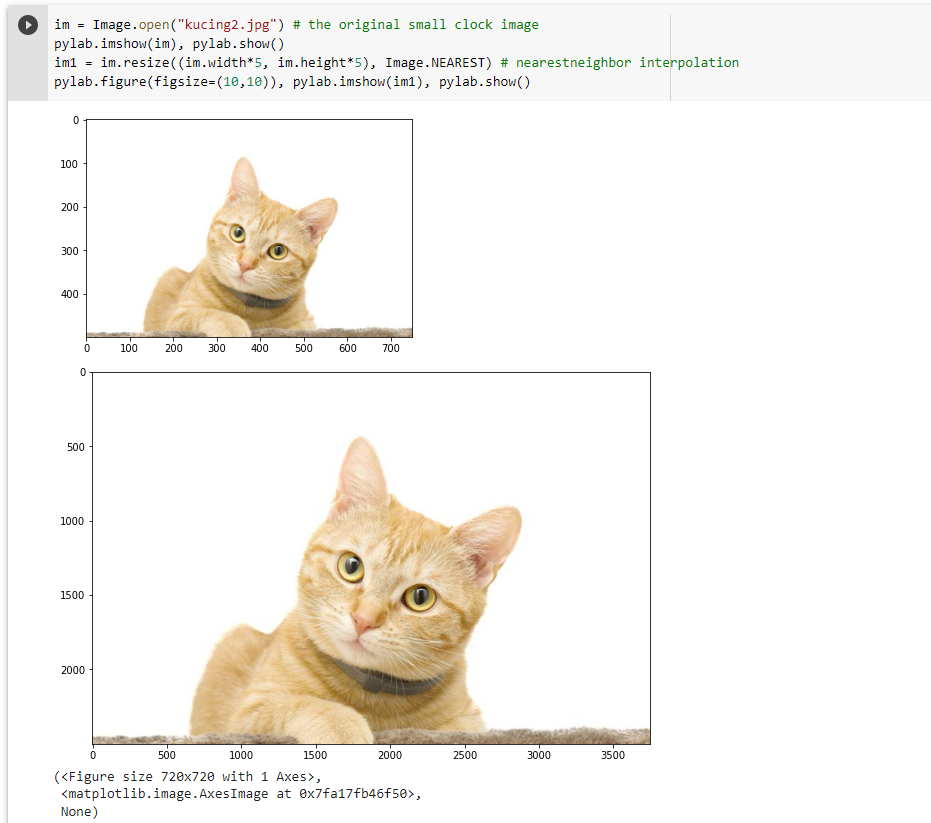 im = Image.open("kucing2.jpg") # the original small clock image
pylab.imshow(im), pylab.show()
im1 = im.resize((im.width*5, im.height*5), Image.NEAREST) # nearestneighbor interpolation
pylab.figure(figsize=(10,10)), pylab.imshow(im1), pylab.show()
0
100
200
300
400
0 100 200 300 400 500 600 700
0
500
1000
1500
2000
0 500 1000 1500 2000 2500 3000 3500
(<Figure size 720x720 with 1 Axes>,
<matplotlib.image.AxesImage at 0x7fa17fb46f50>,
None)